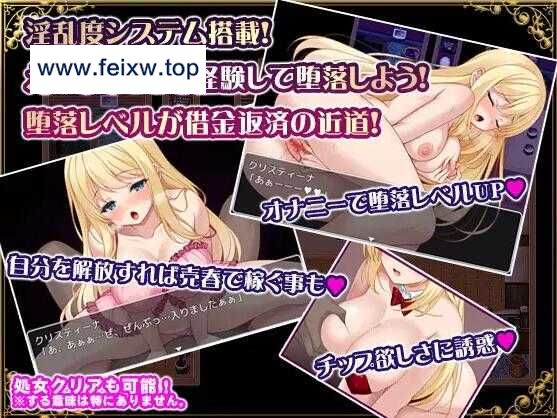 淫乱度システム搭載!
www.feixw.top
経験して堕落しよう!
堕落レベルが借金返済の近道!
クリスティーナ
「あぁーーー♥♥
オナニーで堕落レベルUP♥
自分を解放すれば売春で稼ぐ事も♥
クリスティーナ
「あ、あぁぁ…ぜ、ぜんぶっ…入りましたぁぁ」
チップ欲しさに誘惑♥
処女クリアも可能!
※する意味は特にありません。